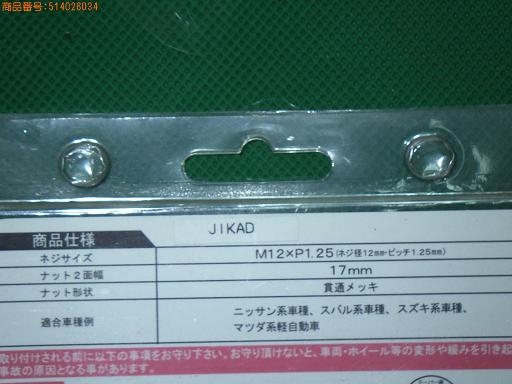 商品番号:514028034
JIKAD
商品仕様
ネジサイズ M12×P1.25(ネジ径12mm・ピッチ1.25mm)
ナット2面幅 17mm
ナット形状 貫通メッキ
適合車種例 ニッサン系車種、スバル系車種、スズキ系車種、
マツダ系軽自動車
取り付けされる前に以下の事項をお守り下さい。お守り頂けないと、車両・ホイール等の変形や緩みを引き起
事故の原因となる事があります。